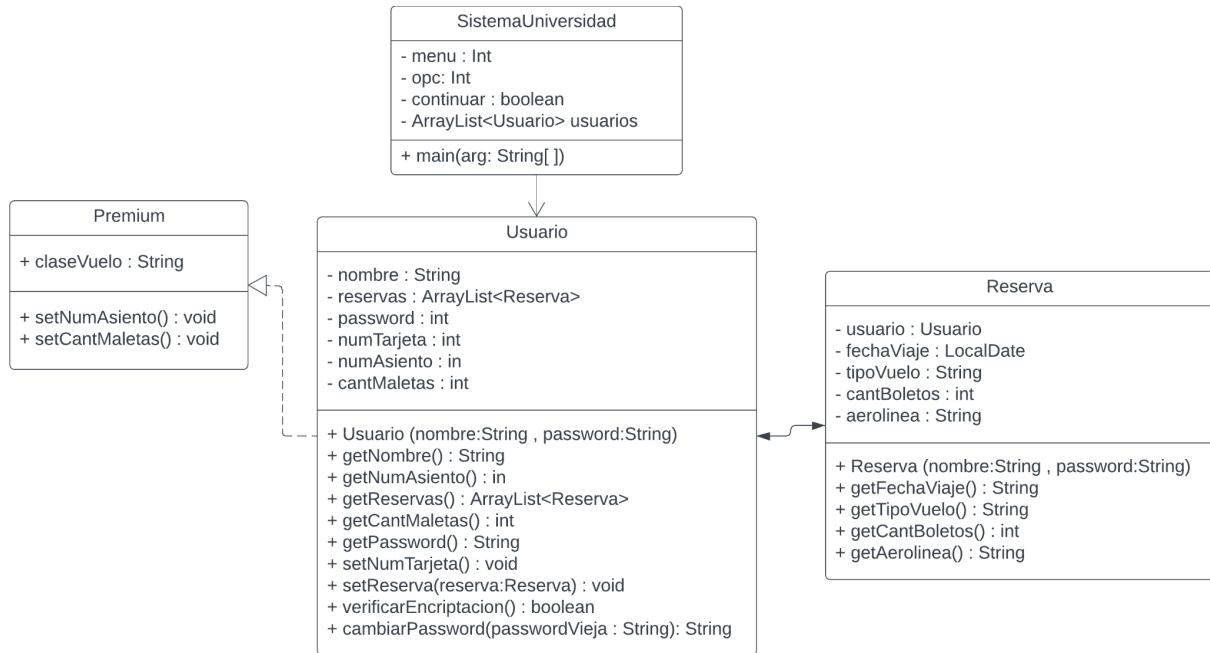 SistemaUniversidad
- menu : Int
- opc: Int
- continuar : boolean
- ArrayList<Usuario> usuarios
+ main(arg: String[ ])
Premium
+ claseVuelo : String
+ setNumAsiento() : void
+ setCantMaletas() : void
Usuario
- nombre : String
- reservas : ArrayList<Reserva>
- password : int
- numTarjeta : int
- numAsiento : in
- cantMaletas : int
+ Usuario (nombre:String , password:String)
+ getNombre() : String
+ getNumAsiento() : in
+ getReservas() : ArrayList<Reserva>
+ getCantMaletas() : int
+ getPassword() : String
+ setNumTarjeta() : void
+ setReserva(reserva:Reserva) : void
+ verificarEncriptacion() : boolean
+ cambiarPassword(passwordVieja : String): String
Reserva
- usuario : Usuario
- fechaViaje : LocalDate
- tipoVuelo : String
- cantBoletos : int
- aerolinea : String
+ Reserva (nombre:String , password:String)
+ getFechaViaje() : String
+ getTipoVuelo() : String
+ getCantBoletos() : int
+ getAerolinea() : String